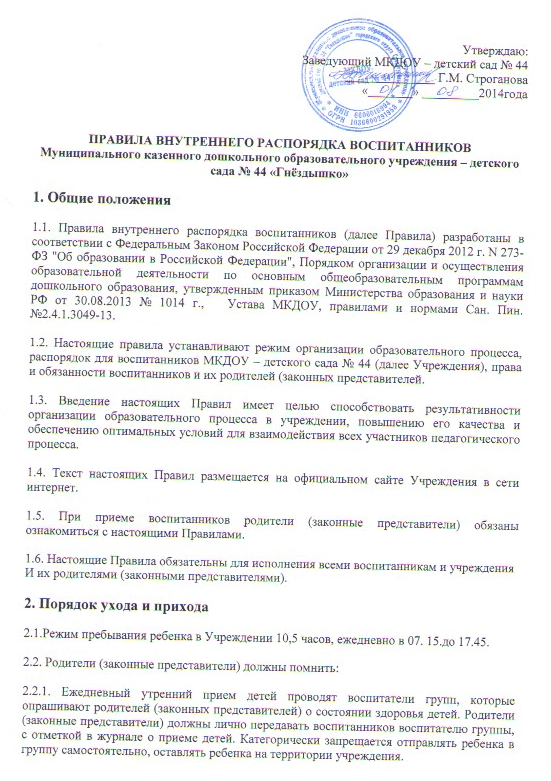 Утверждаю:
Заведующий МКДОУ – детский сад № 44
Г.М. Строганова
« 01 » 08 2014года
ПРАВИЛА ВНУТРЕННЕГО РАСПОРЯДКА ВОСПИТАННИКОВ
Муниципального казенного дошкольного образовательного учреждения – детского
сада № 44 «Гнёздышко»
1. Общие положения
1.1. Правила внутреннего распорядка воспитанников (далее Правила) разработаны в
соответствии с Федеральным Законом Российской Федерации от 29 декабря 2012 г. N 273-
ФЗ "Об образовании в Российской Федерации", Порядком организации и осуществления
образовательной деятельности по основным общеобразовательным программам
дошкольного образования, утвержденным приказом Министерства образования и науки
РФ от 30.08.2013 № 1014 г., Устава МКДОУ, правилами и нормами Сан. Пин.
№2.4.1.3049-13.
1.2. Настоящие правила устанавливают режим организации образовательного процесса,
распорядок для воспитанников МКДОУ – детского сада № 44 (далее Учреждения), права
и обязанности воспитанников и их родителей (законных представителей.
1.3. Введение настоящих Правил имеет целью способствовать результативности
организации образовательного процесса в учреждении, повышению его качества и
обеспечению оптимальных условий для взаимодействия всех участников педагогического
процесса.
1.4. Текст настоящих Правил размещается на официальном сайте Учреждения в сети
интернет.
1.5. При приеме воспитанников родители (законные представители) обязаны
ознакомиться с настоящими Правилами.
1.6. Настоящие Правила обязательны для исполнения всеми воспитанникам и учреждения
И их родителями (законными представителями).
2. Порядок ухода и прихода
2.1.Режим пребывания ребенка в Учреждении 10,5 часов, ежедневно в 07. 15.до 17.45.
2.2. Родители (законные представители) должны помнить:
2.2.1. Ежедневный утренний прием детей проводят воспитатели групп, которые
опрашивают родителей (законных представителей) о состоянии здоровья детей. Родители
(законные представители) должны лично передавать воспитанников воспитателю группы,
с отметкой в журнале о приеме детей. Категорически запрещается отправлять ребенка в
группу самостоятельно, оставлять ребенка на территории учреждения.